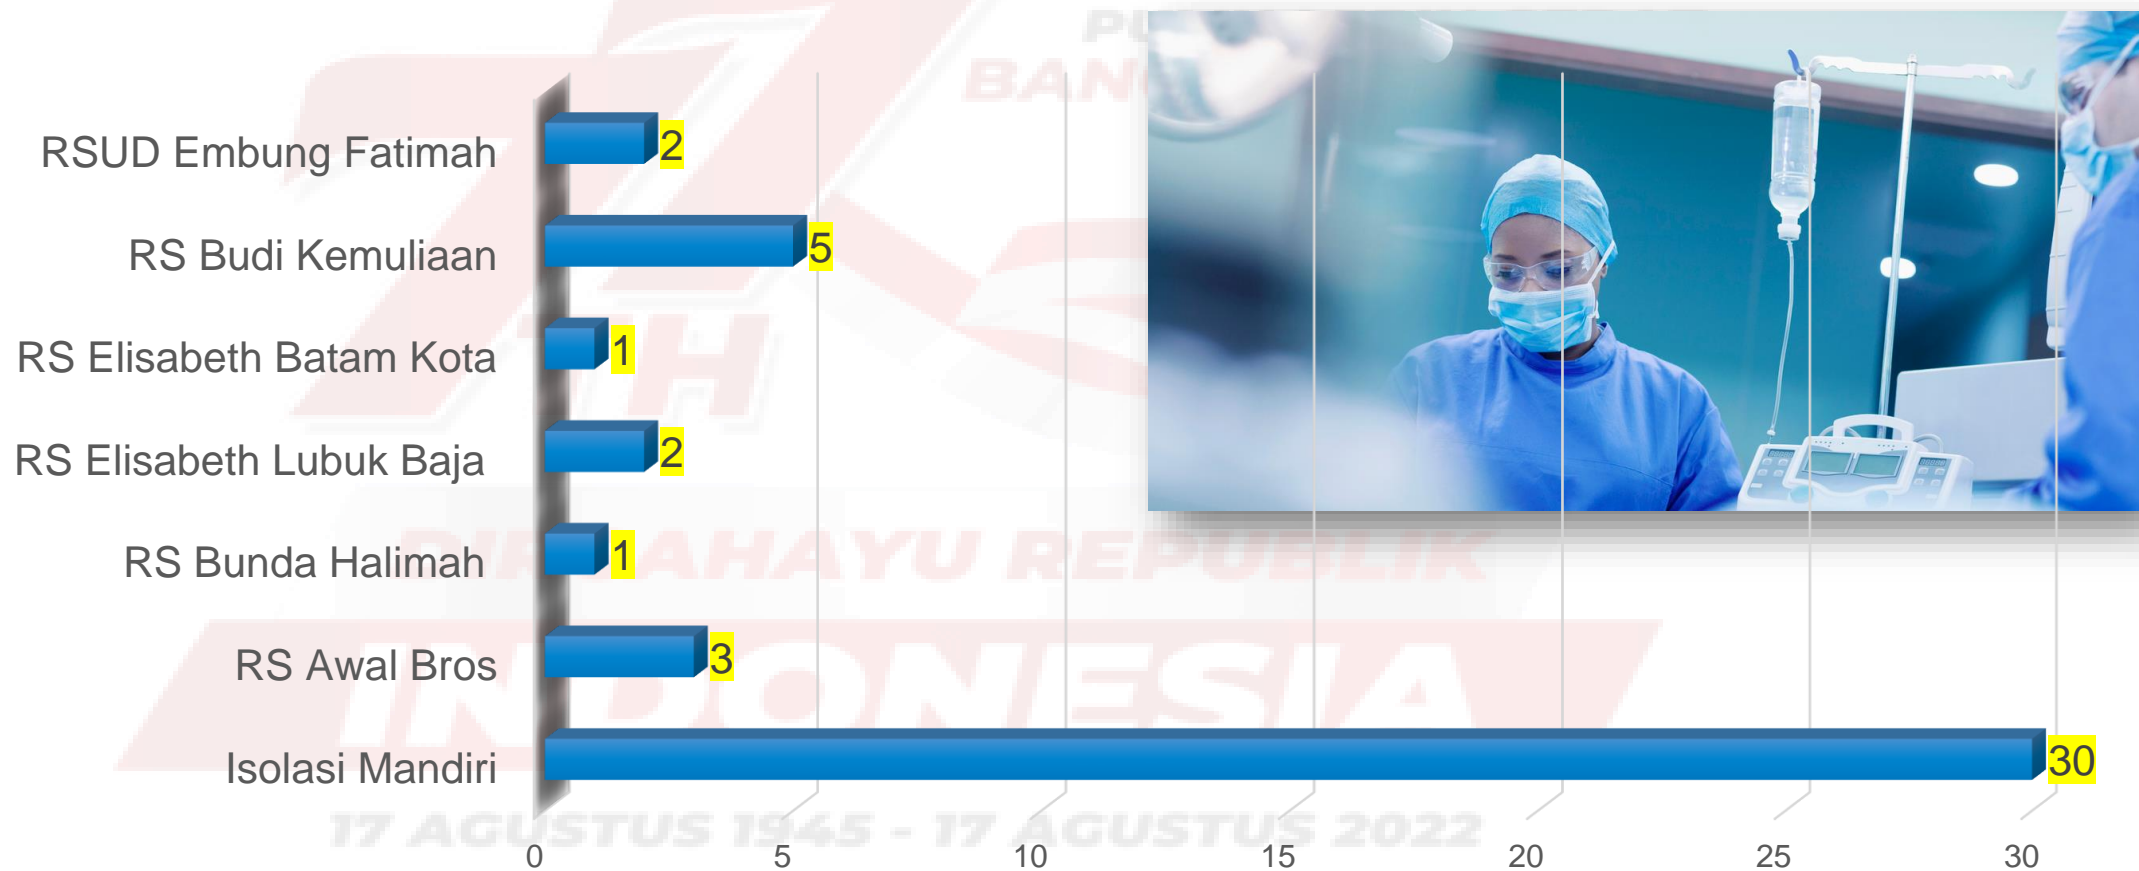 RSUD Embung Fatimah
2
RS Budi Kemuliaan
5
RS Elisabeth Batam Kota
1
RS Elisabeth Lubuk Baja
2
RS Bunda Halimah
1
RS Awal Bros
3
Isolasi Mandiri
30
0 5 10 15 20 25 30
77
TH
REPUBLIK
INDONESIA
17 AGUSTUS 1945 - 17 AGUSTUS 2022